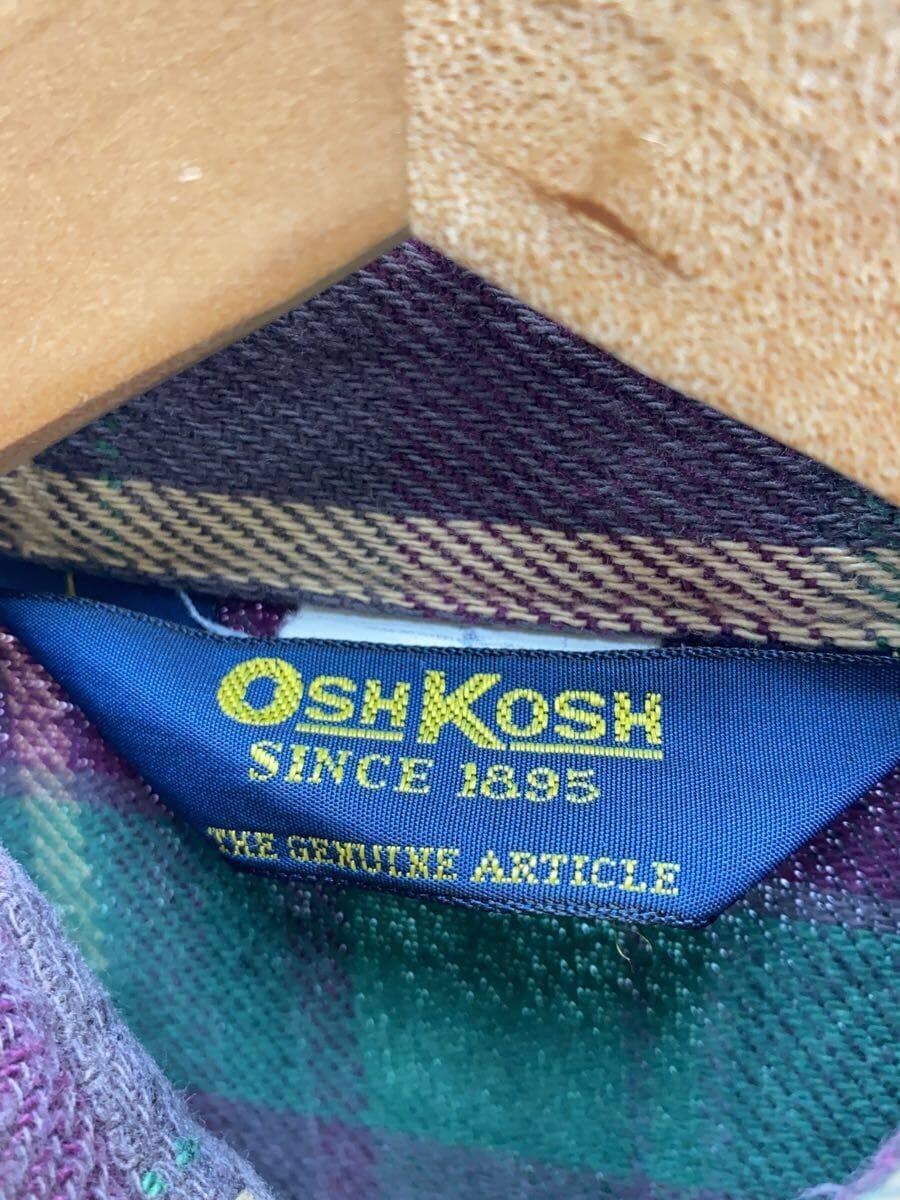 OshKosh
SINCE 1895
THE GENUINE ARTICLE